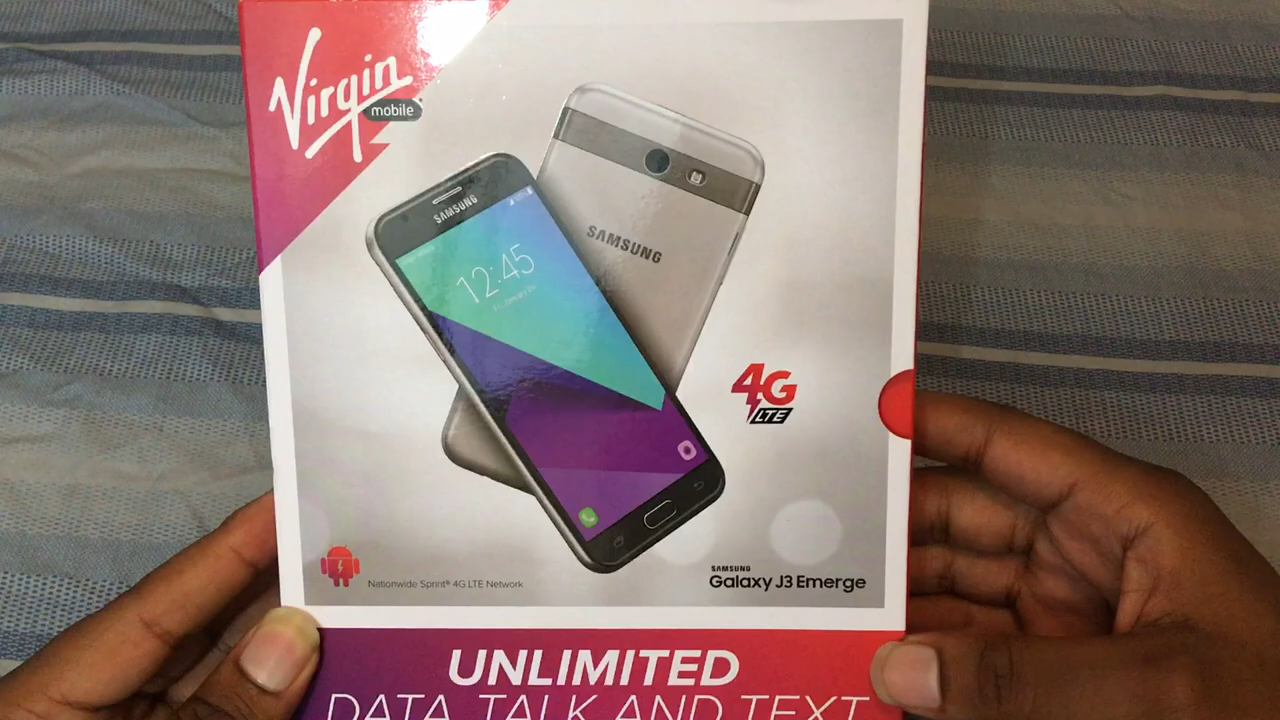 Virgin
mobile
SAMSUNG
SAMSUNG
12:45
4G
LTE
Nationwide Sprint® 4G LTE Network
SAMSUNG
Galaxy J3 Emerge
UNLIMITED
DATA, TALK AND TEXT